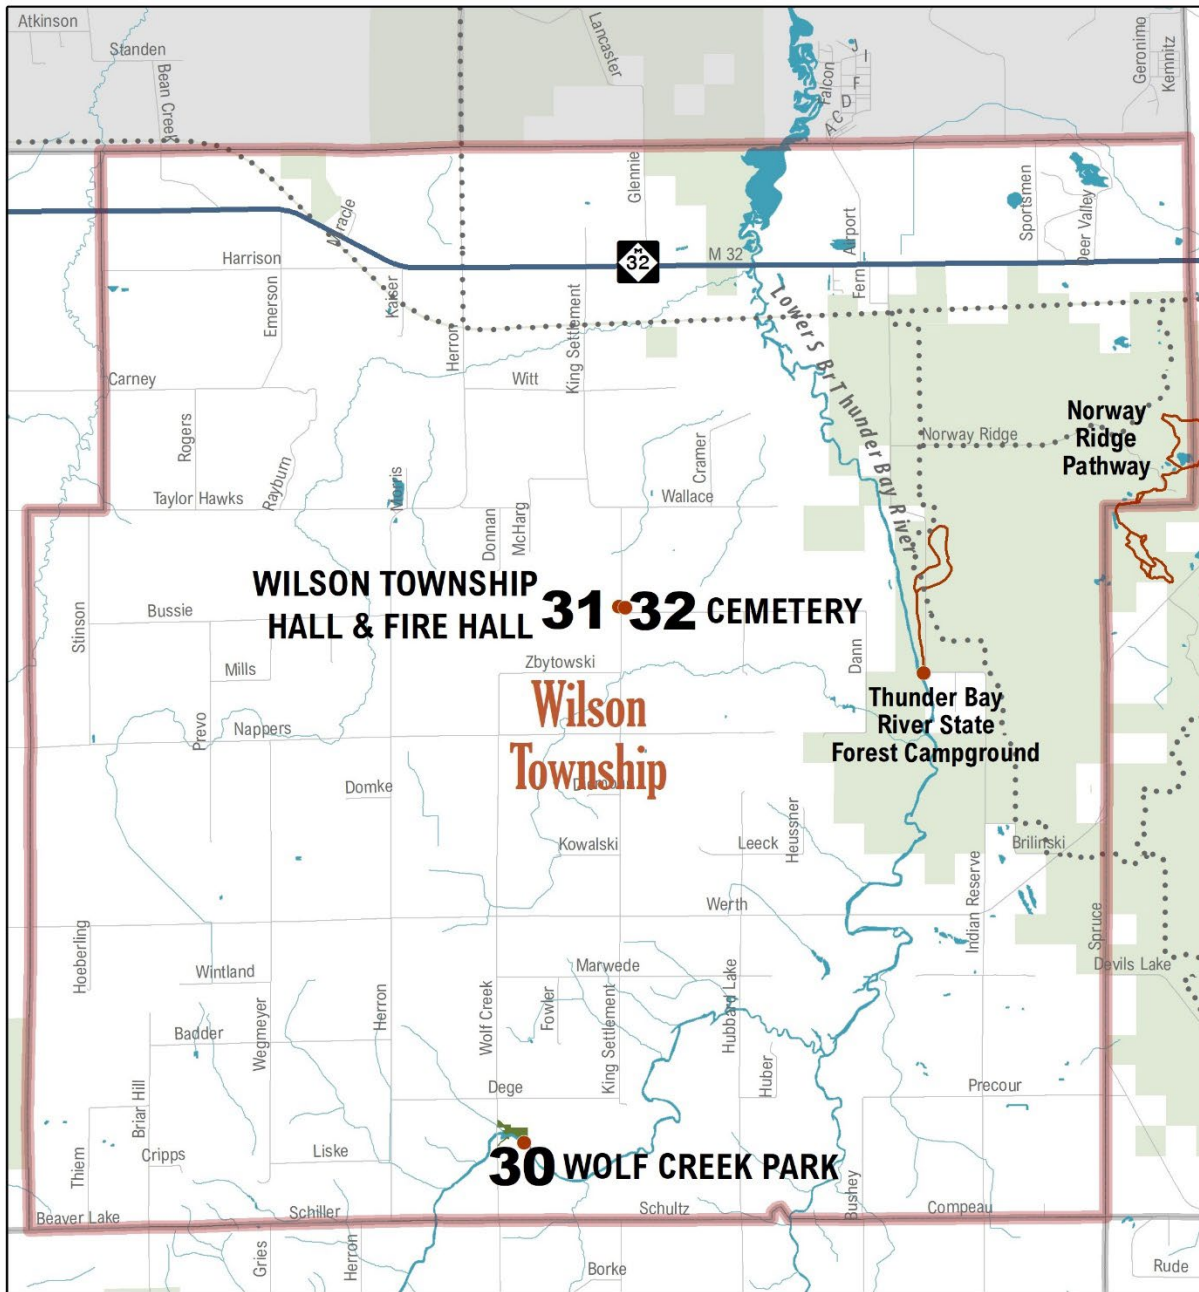 Atkinson
Standen
Bean Creek
Lancaster
Falcon
J
I
F
D
C
A
Geronimo
Kemnitz
Glennie
Airport
Sportsmen
Deer Valley
Miracle
Harrison
M
32
M 32
Emerson
Kaiser
Herron
King Settlement
Fern
Lower S Br Thunder Bay River
Carney
Witt
Rogers
Rayburn
Cramer
Norway Ridge
Norway
Ridge
Pathway
Taylor Hawks
Morris
Donnan
McHarg
Wallace
WILSON TOWNSHIP
HALL & FIRE HALL
31
32 CEMETERY
Stinson
Bussie
Mills
Zbytowski
Dann
Prevo
Nappers
Wilson
Township
Thunder Bay
River State
Forest Campground
Domke
Kowalski
Leeck
Heussner
Brilinski
Werth
Indian Reserve
Spruce
Hoeberling
Wintland
Marwede
Devils Lake
Badder
Wegmeyer
Herron
Wolf Creek
Fowler
King Settlement
Hubbard Lake
Huber
Dege
Precour
Briar Hill
Thiem
Cripps
Liske
30 WOLF CREEK PARK
Beaver Lake
Schiller
Schultz
Bushey
Compeau
Gries
Herron
Borke
Rude